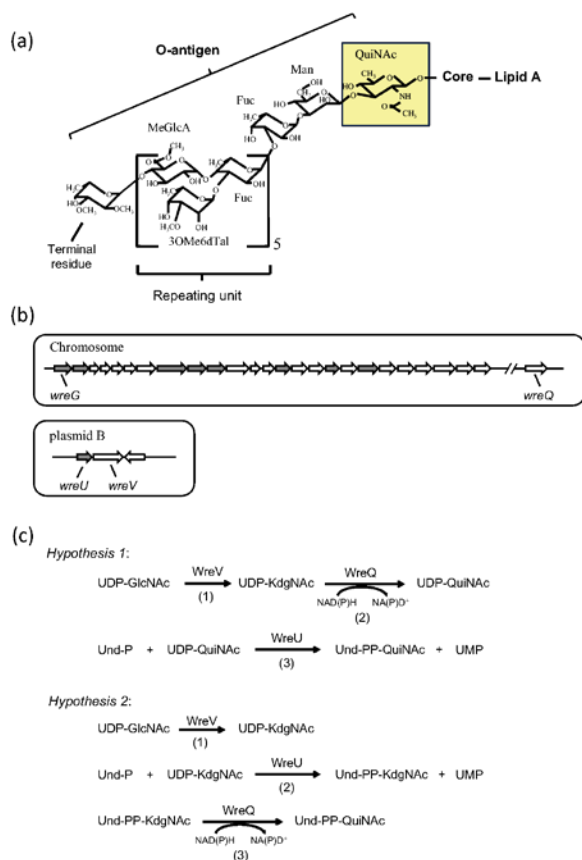 (a)
O-antigen
QuiNAc
Man
Core
Lipid A
Fuc
MeGlcA
Fuc
3OMe6dTal
5
Terminal
residue
Repeating unit
(b)
Chromosome
wreG
wreQ
plasmid B
wreU
wreV
(c)
Hypothesis 1:
UDP-GlcNAc WreV (1) UDP-KdgNAc WreQ NAD(P)H NA(P)D+ (2) UDP-QuiNAc
Und-P + UDP-QuiNAc WreU (3) Und-PP-QuiNAc + UMP
Hypothesis 2:
UDP-GlcNAc WreV (1) UDP-KdgNAc
Und-P + UDP-KdgNAc WreU (2) Und-PP-KdgNAc + UMP
Und-PP-KdgNAc WreQ NAD(P)H NA(P)D+ (3) Und-PP-QuiNAc